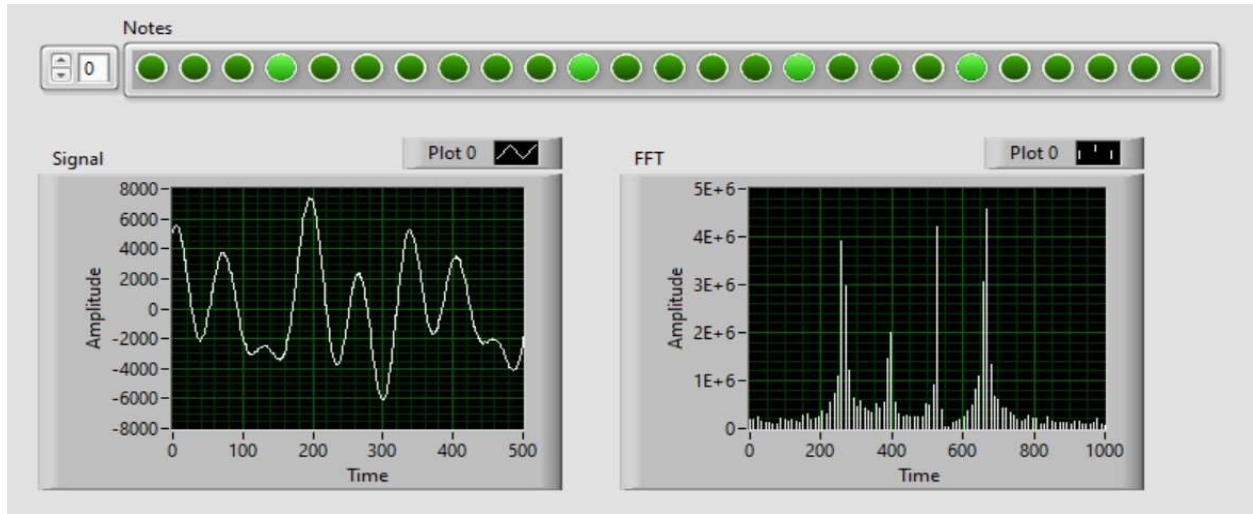 Notes
0
Signal
Plot 0
8000
6000
4000
2000
0
-2000
-4000
-6000
-8000
Amplitude
0 100 200 300 400 500
Time
FFT
Plot 0
5E+6
4E+6
3E+6
2E+6
1E+6
0
Amplitude
0 200 400 600 800 1000
Time